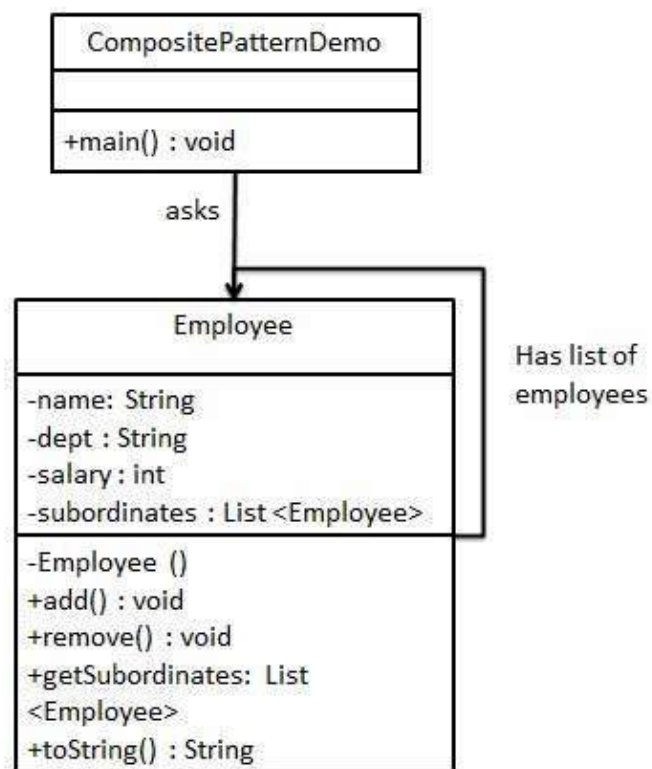 CompositePatternDemo
+main() : void
asks
Employee
Has list of
employees
-name: String
-dept : String
-salary : int
-subordinates : List <Employee>
-Employee ()
+add() : void
+remove() : void
+getSubordinates: List
<Employee>
+toString() : String